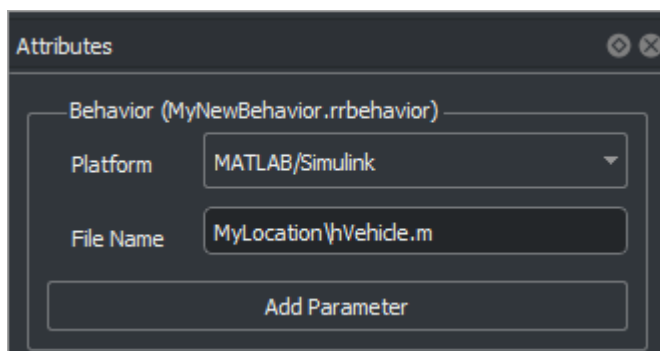 Attributes
Behavior (MyNewBehavior.rrbehavior)
Platform MATLAB/Simulink
File Name MyLocation\hVehicle.m
Add Parameter